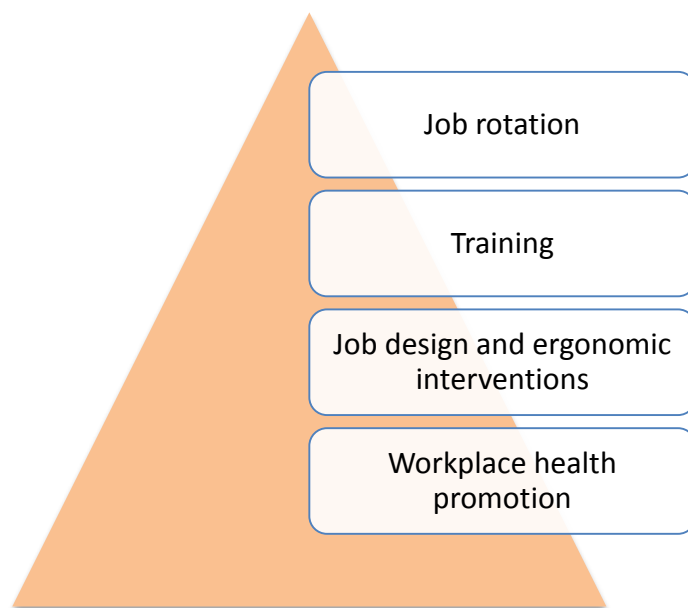 Job rotation
Training
Job design and ergonomic
interventions
Workplace health
promotion